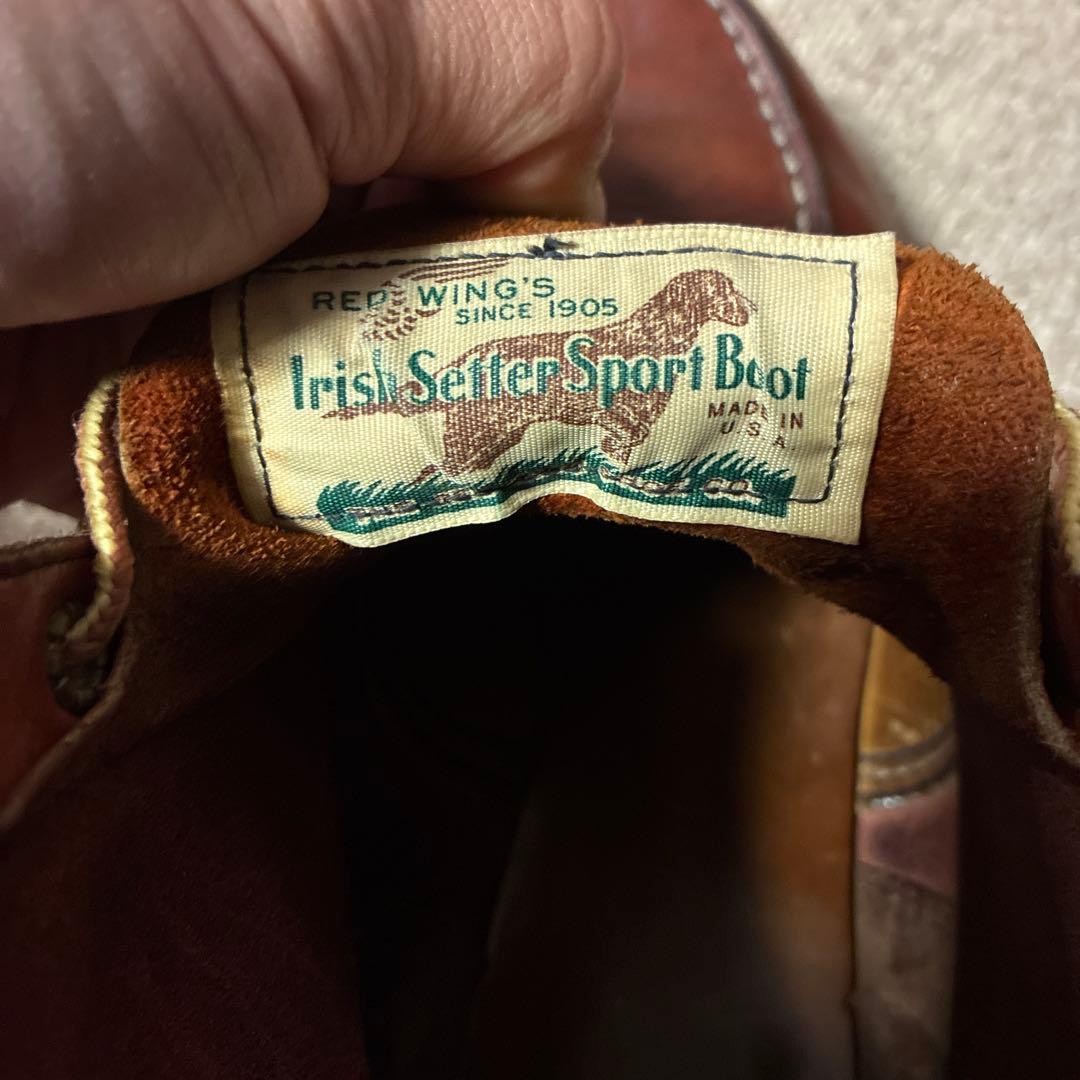 RED WING'S
SINCE 1905
Irish Setter Sport Boot
MADE IN
U.S.A.